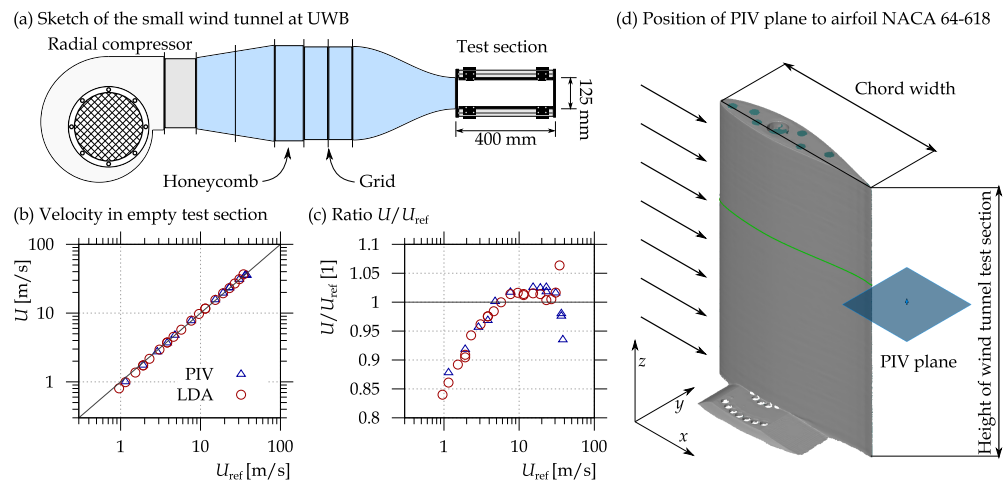 (a) Sketch of the small wind tunnel at UWB
Radial compressor
Test section
125 mm
400 mm
Honeycomb
Grid
(b) Velocity in empty test section
U [m/s]
100
10
1
PIV
LDA
1
10
100
U_ref [m/s]
(c) Ratio U/U_ref
U/U_ref [1]
1.1
1.05
1
0.95
0.9
0.85
0.8
1
10
100
U_ref [m/s]
(d) Position of PIV plane to airfoil NACA 64-618
Chord width
Height of wind tunnel test section
PIV plane
z
y
x